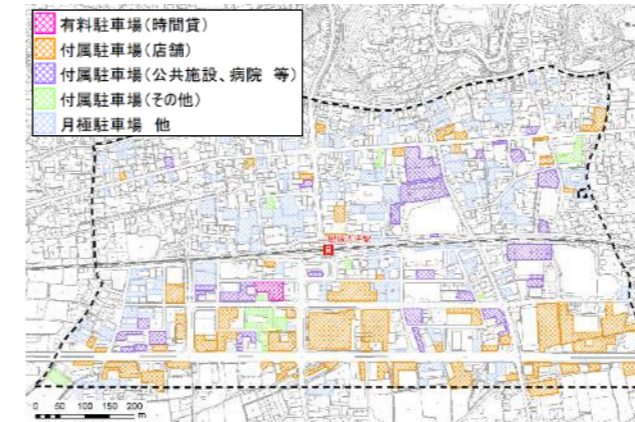 有料駐車場(時間貸)
付属駐車場(店舗)
付属駐車場(公共施設、病院 等)
付属駐車場(その他)
月極駐車場 他
0 50 100 150 200
m